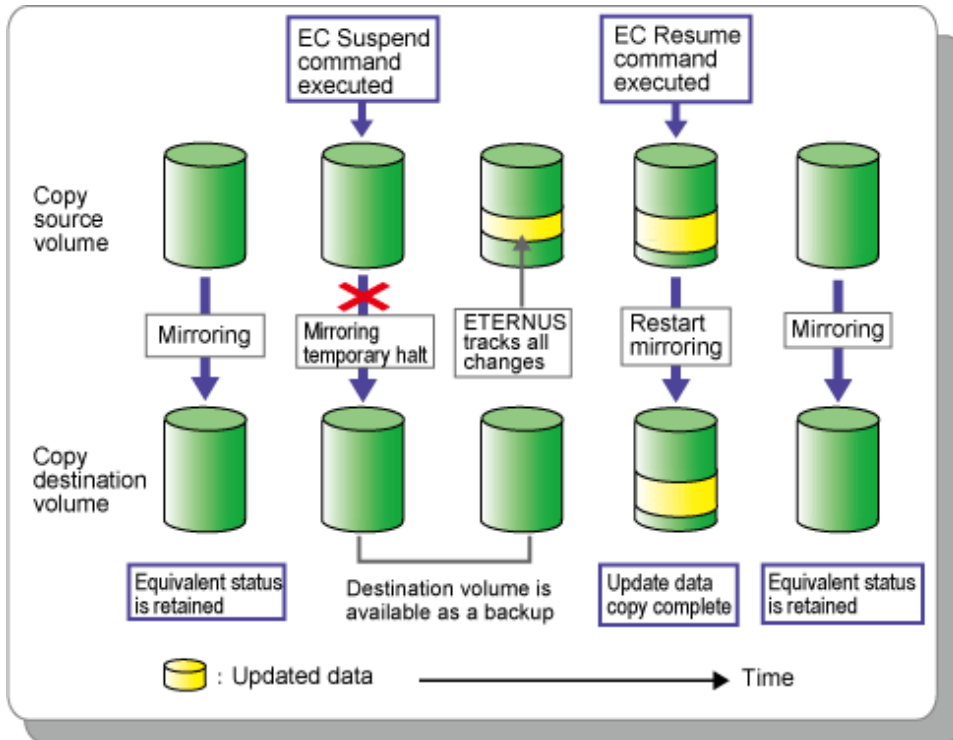 EC Suspend
command
executed
EC Resume
command
executed
Copy
source
volume
Mirroring
Mirroring
temporary halt
ETERNUS
tracks all
changes
Restart
mirroring
Mirroring
Copy
destination
volume
Equivalent status
is retained
Destination volume is
available as a backup
Update data
copy complete
Equivalent status
is retained
: Updated data
Time